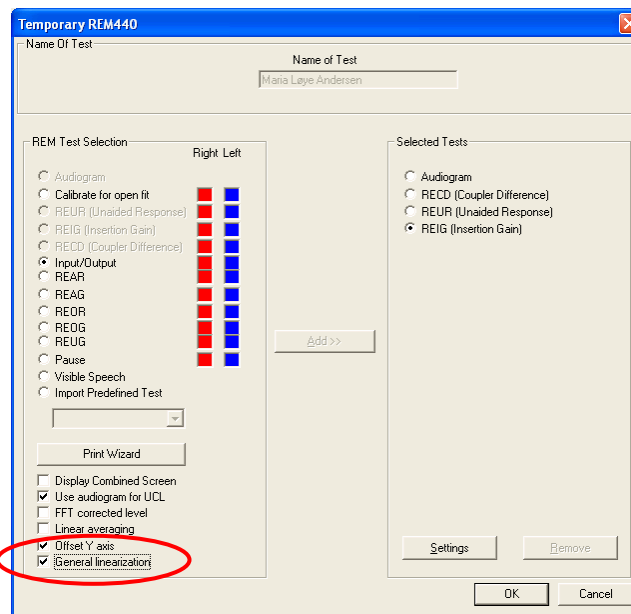 Temporary REM440
Name Of Test
Name of Test
Maria Løye Andersen
REM Test Selection
Right Left
Audiogram
Calibrate for open fit
REUR (Unaided Response)
REIG (Insertion Gain)
RECD (Coupler Difference)
Input/Output
REAR
REAG
REOR
REOG
REUG
Pause
Visible Speech
Import Predefined Test
Print Wizard
Display Combined Screen
Use audiogram for UCL
FFT corrected level
Linear averaging
Offset Y axis
General linearization
Add >>
Selected Tests
Audiogram
RECD (Coupler Difference)
REUR (Unaided Response)
REIG (Insertion Gain)
Settings
Remove
OK
Cancel